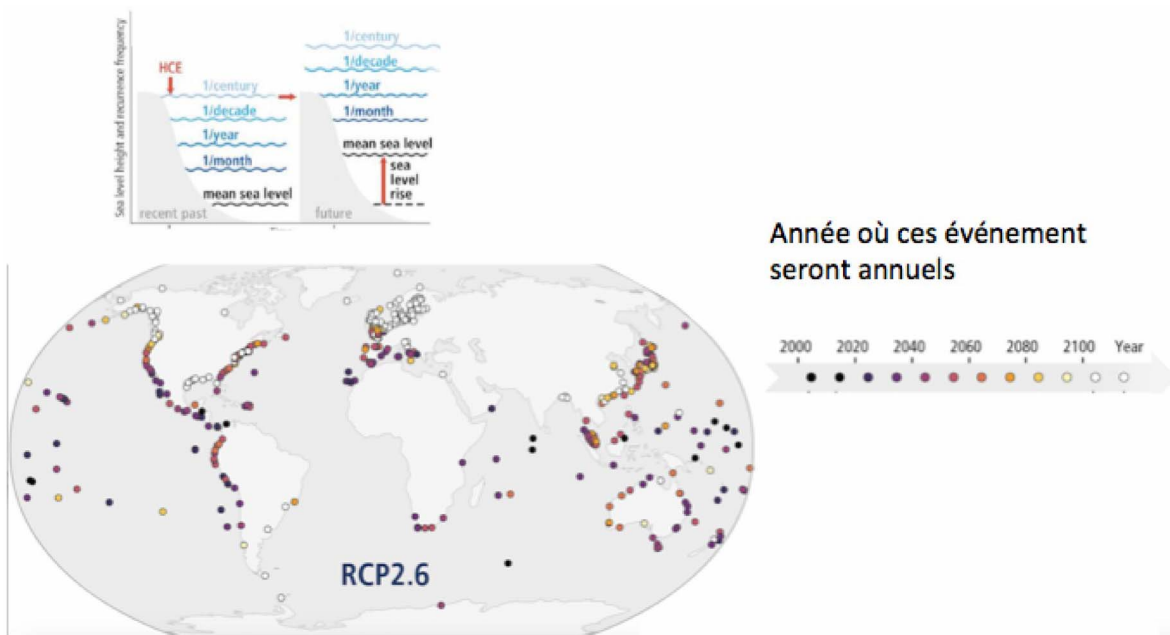 Sea level height and recurrence frequency
HCE
1/century
1/decade
1/year
1/month
mean sea level
recent past
1/century
1/decade
1/year
1/month
mean sea level
sea
level
rise
future
Année où ces événement
seront annuels
2000 2020 2040 2060 2080 2100 Year
RCP2.6